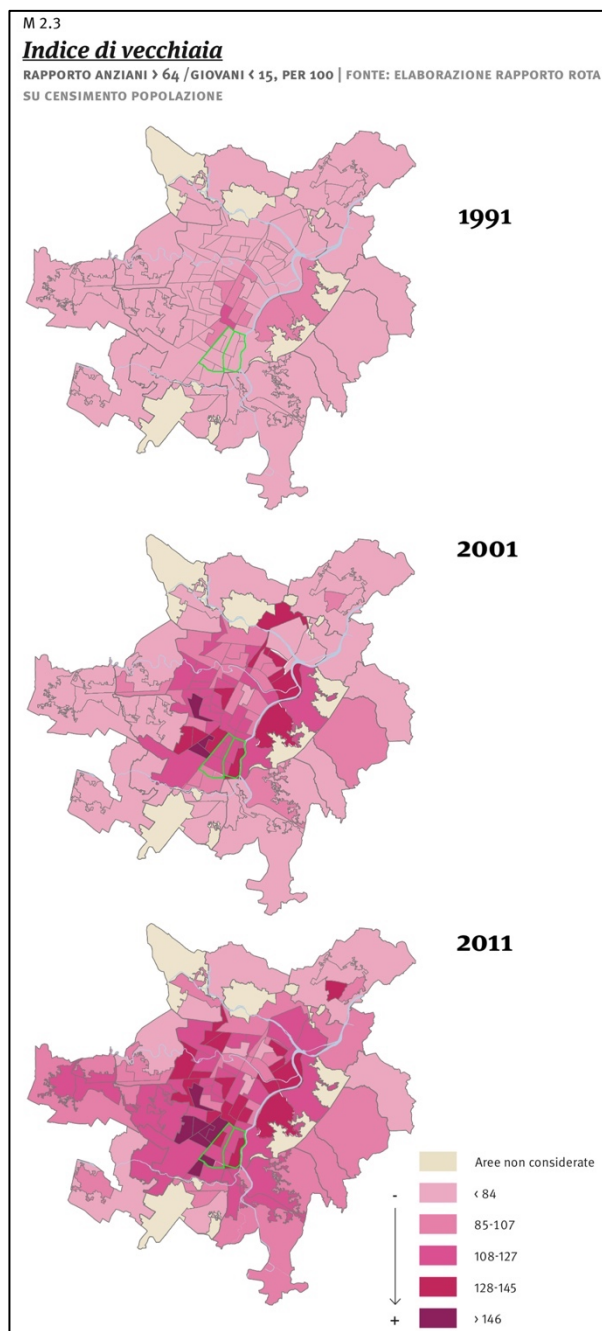 M 2.3
Indice di vecchiaia
RAPPORTO ANZIANI > 64 /GIOVANI < 15, PER 100 | FONTE: ELABORAZIONE RAPPORTO ROTA
SU CENSIMENTO POPOLAZIONE
1991
2001
2011
Aree non considerate
- < 84
85-107
108-127
128-145
+ > 146